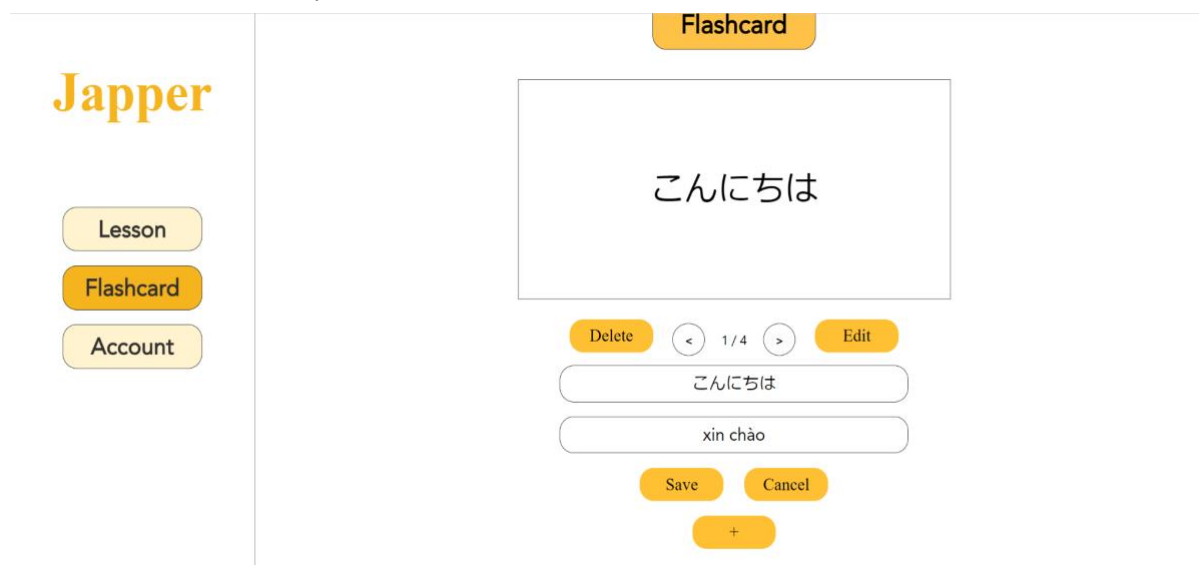 Flashcard
Japper
こんにちは
Lesson
Flashcard
Account
Delete < 1 / 4 > Edit
こんにちは
xin chào
Save Cancel
+